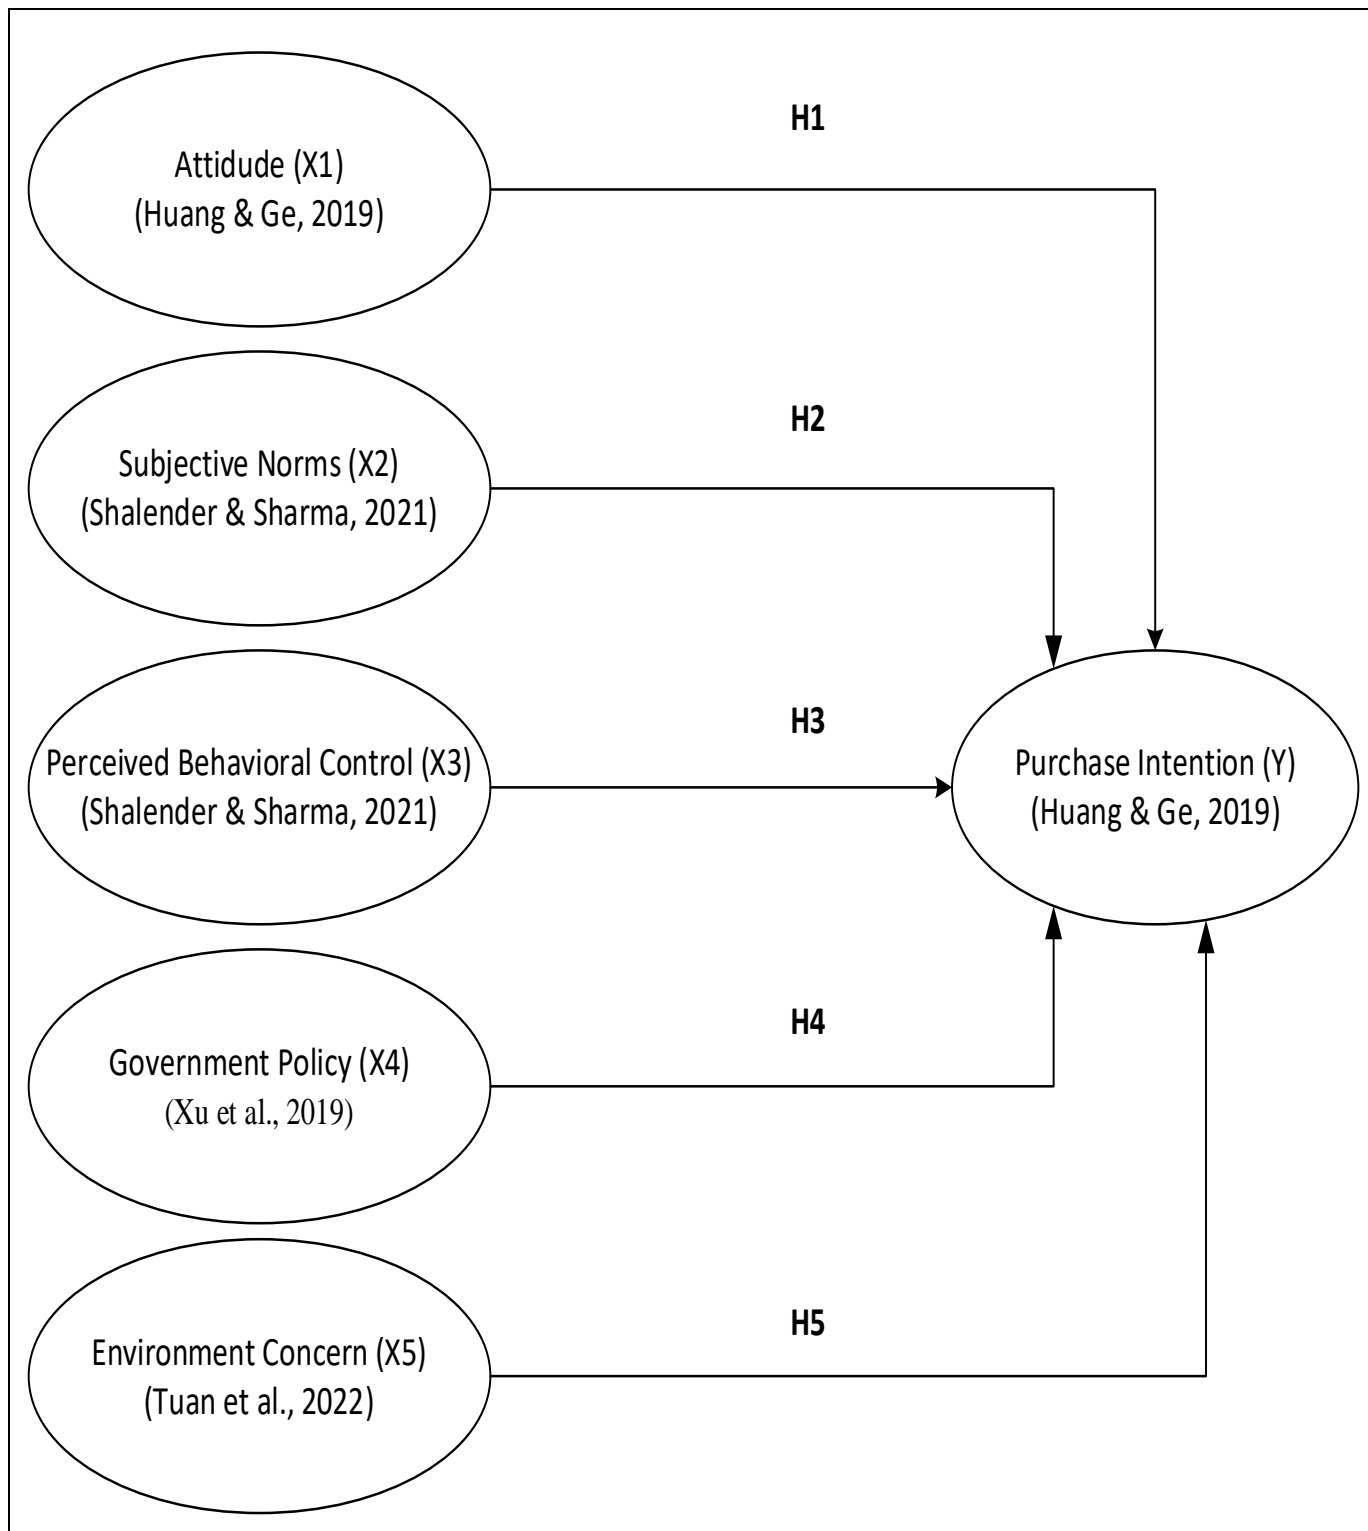 H1
Attidude (X1)
(Huang & Ge, 2019)
H2
Subjective Norms (X2)
(Shalender & Sharma, 2021)
H3
Perceived Behavioral Control (X3)
(Shalender & Sharma, 2021)
Purchase Intention (Y)
(Huang & Ge, 2019)
H4
Government Policy (X4)
(Xu et al., 2019)
H5
Environment Concern (X5)
(Tuan et al., 2022)